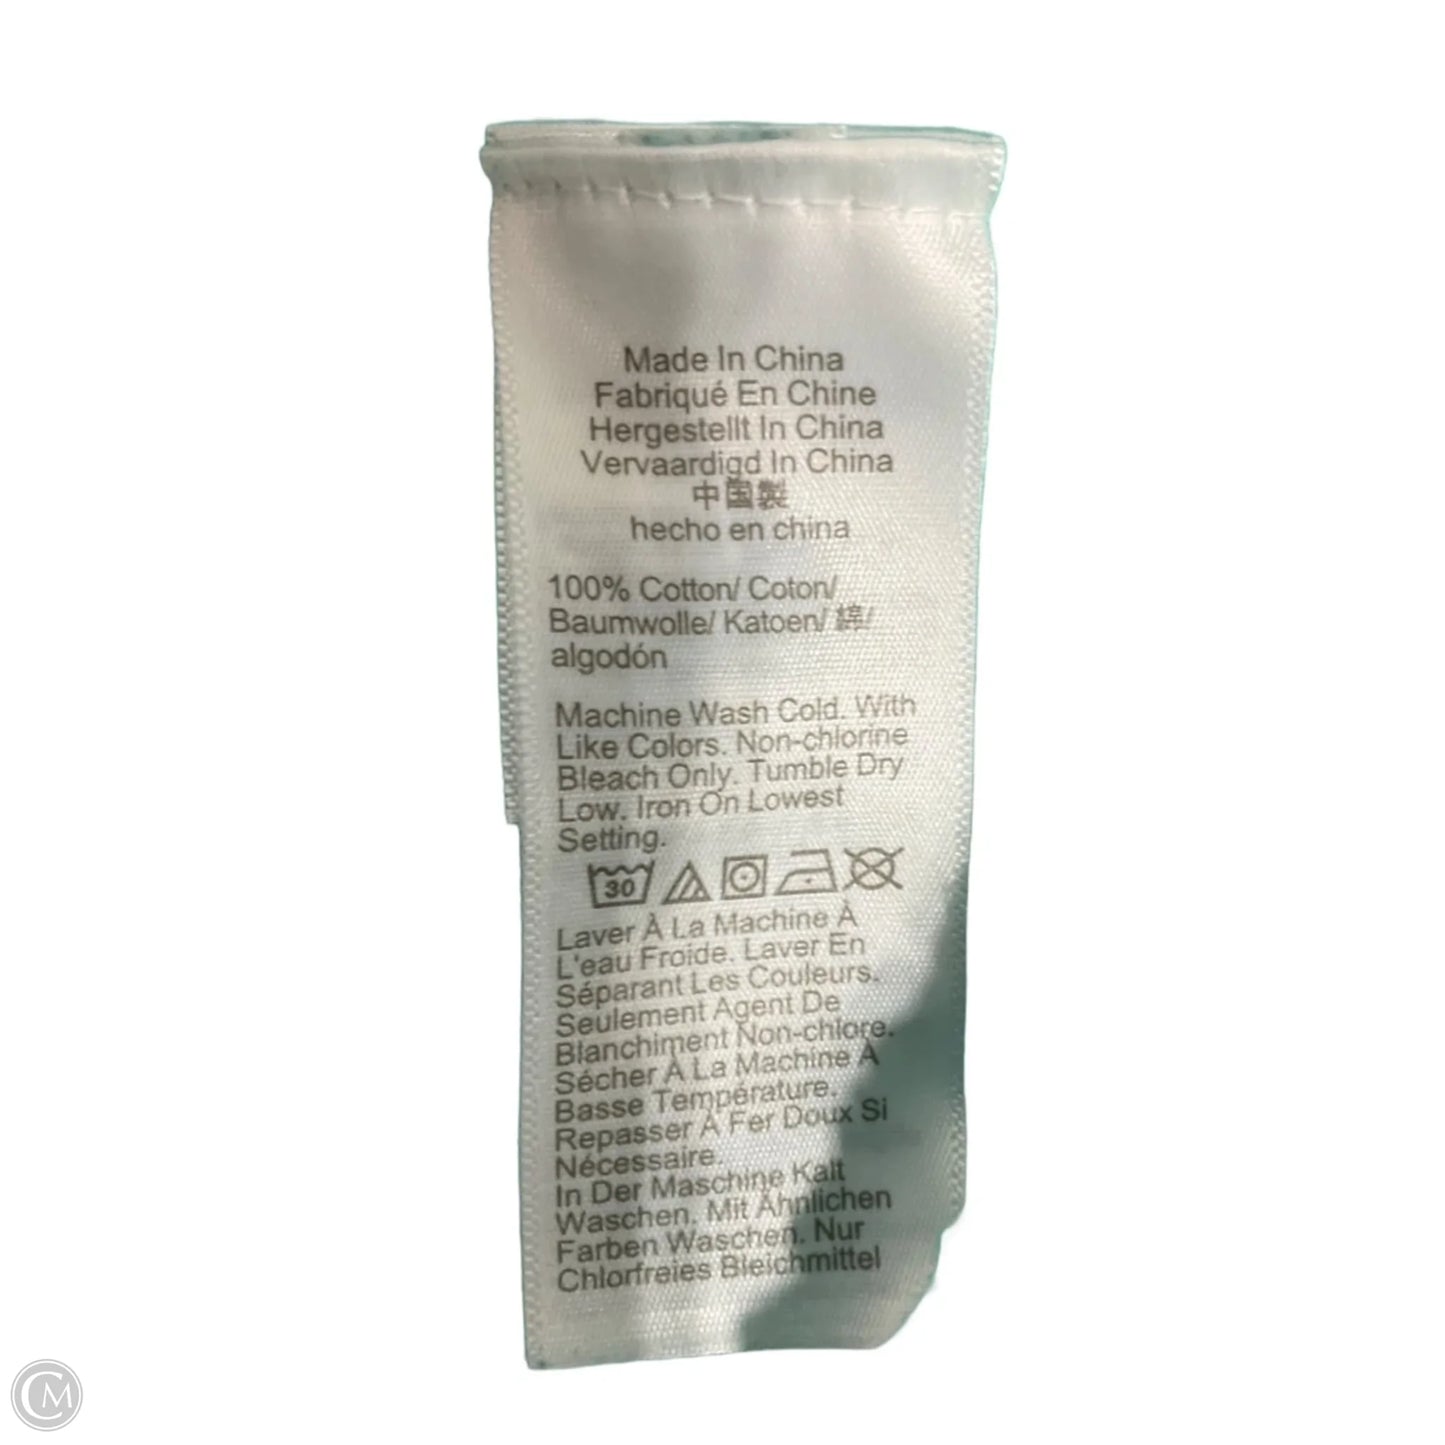 Made In China
Fabriqué En Chine
Hergestellt In China
Vervaardigd In China
中国製
hecho en china
100% Cotton/ Coton/
Baumwolle/ Katoen/ 綿/
algodón
Machine Wash Cold. With
Like Colors. Non-chlorine
Bleach Only. Tumble Dry
Low. Iron On Lowest
Setting.
30
Laver À La Machine À
L'eau Froide. Laver En
Séparant Les Couleurs.
Seulement Agent De
Blanchiment Non-chlore.
Sécher À La Machine À
Basse Température.
Repasser À Fer Doux Si
Nécessaire.
In Der Maschine Kalt
Waschen. Mit Ähnlichen
Farben Waschen. Nur
Chlorfreies Bleichmittel
CM